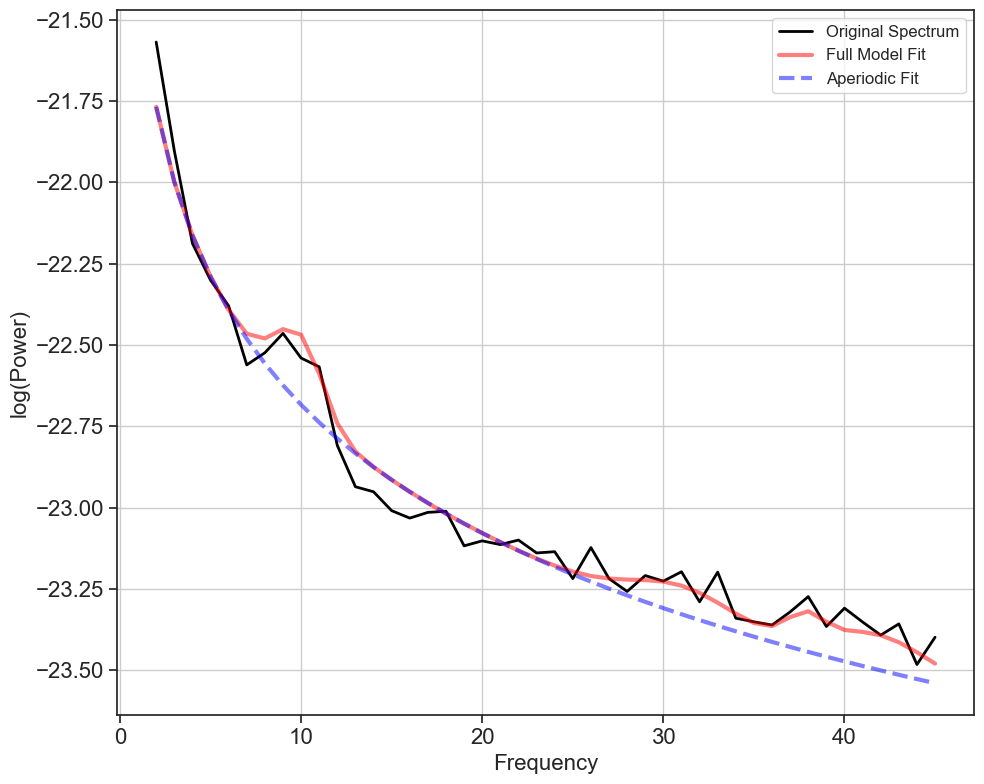 Original Spectrum
Full Model Fit
Aperiodic Fit
log(Power)
−21.50
−21.75
−22.00
−22.25
−22.50
−22.75
−23.00
−23.25
−23.50
0 10 20 30 40
Frequency